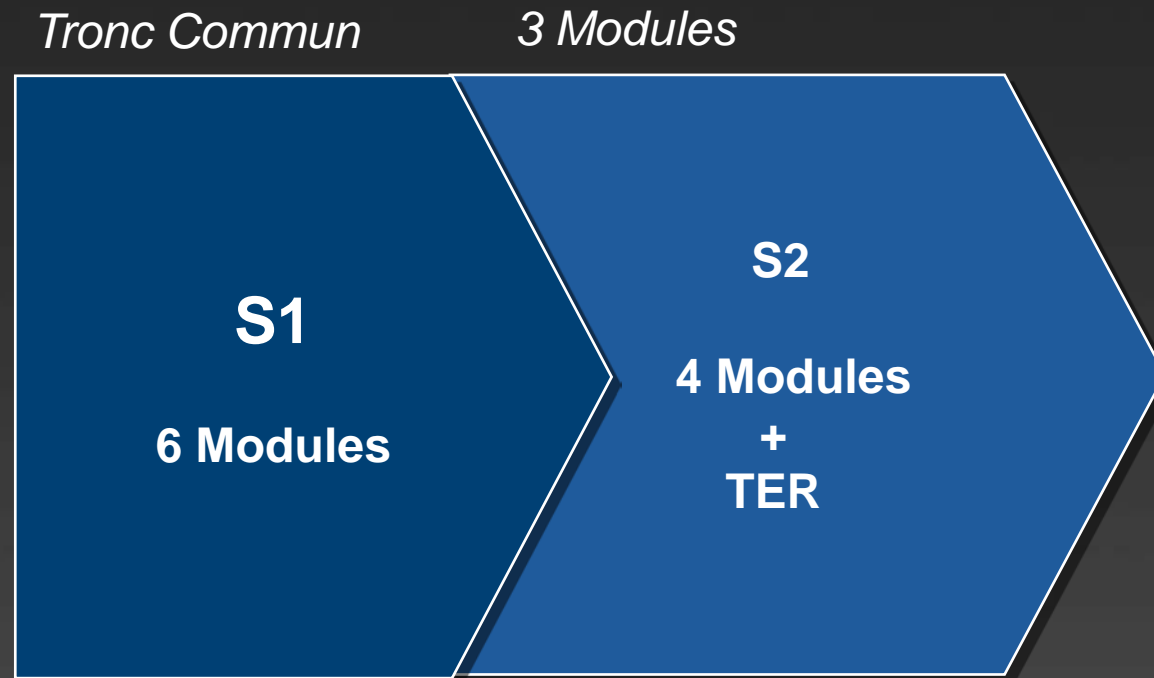 Tronc Commun
3 Modules
S1
6 Modules
S2
4 Modules
+
TER